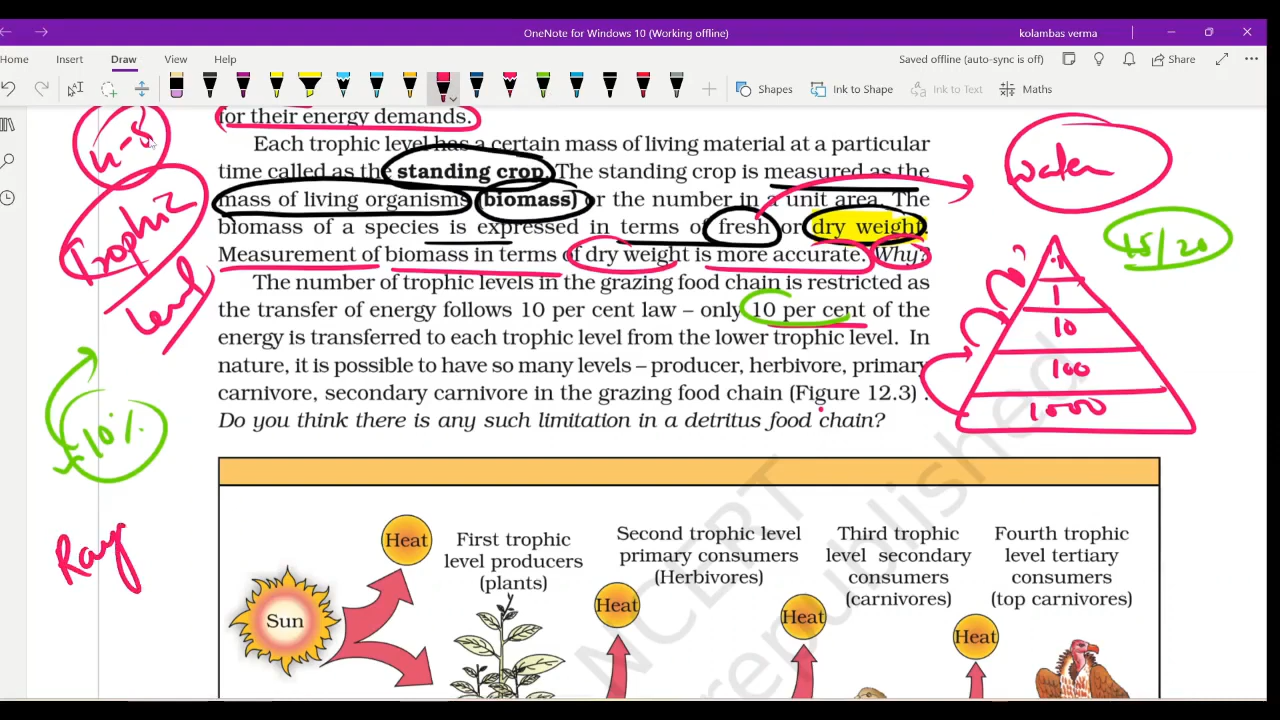 OneNote for Windows 10 (Working offline)
kolambas verma
Home Insert Draw View Help
Saved offline (auto-sync is off)
Share
Shapes
Ink to Shape
Ink to Text
Maths
for their energy demands.
Each trophic level has a certain mass of living material at a particular
time called as the standing crop. The standing crop is measured as the
mass of living organisms (biomass) or the number in a unit area. The
biomass of a species is expressed in terms of fresh or dry weight.
Measurement of biomass in terms of dry weight is more accurate. Why?
The number of trophic levels in the grazing food chain is restricted as
the transfer of energy follows 10 per cent law – only 10 per cent of the
energy is transferred to each trophic level from the lower trophic level. In
nature, it is possible to have so many levels – producer, herbivore, primary
carnivore, secondary carnivore in the grazing food chain (Figure 12.3) .
Do you think there is any such limitation in a detritus food chain?
Trophic
Level
10%
Ray
water
15/20
.1
1
10
100
1000
Heat
First trophic
level producers
(plants)
Second trophic level
primary consumers
(Herbivores)
Third trophic
level secondary
consumers
(carnivores)
Fourth trophic
level tertiary
consumers
(top carnivores)
Sun
Heat
Heat
Heat
NCERT
republished